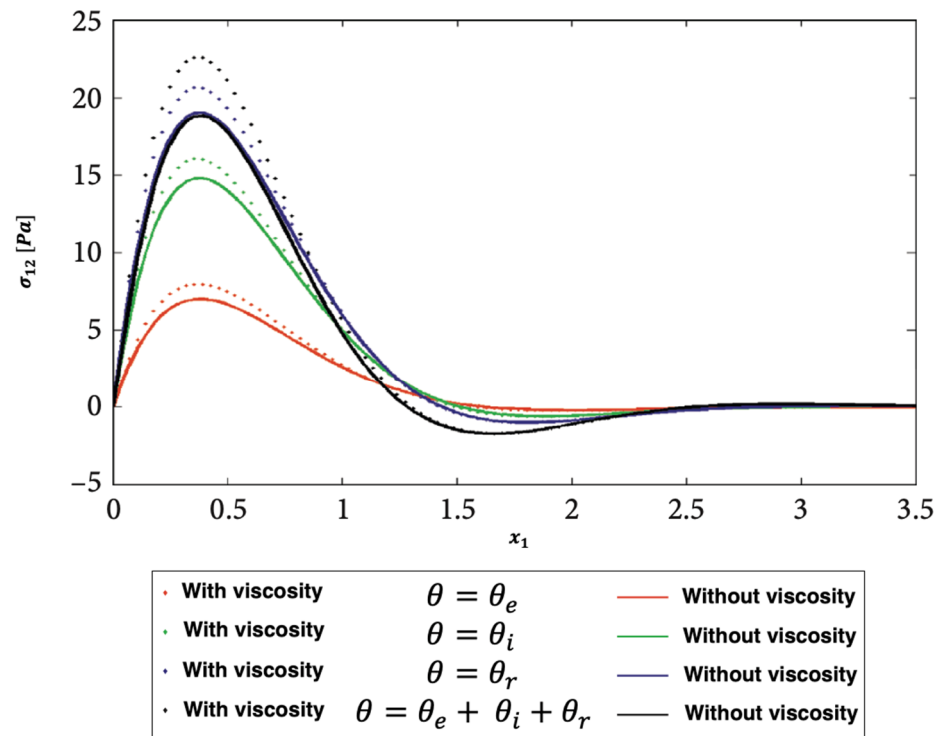 25
20
15
10
5
0
−5
σ₁₂ [Pa]
0 0.5 1 1.5 2 2.5 3 3.5
x₁
With viscosity θ = θₑ Without viscosity
With viscosity θ = θᵢ Without viscosity
With viscosity θ = θᵣ Without viscosity
With viscosity θ = θₑ + θᵢ + θᵣ Without viscosity